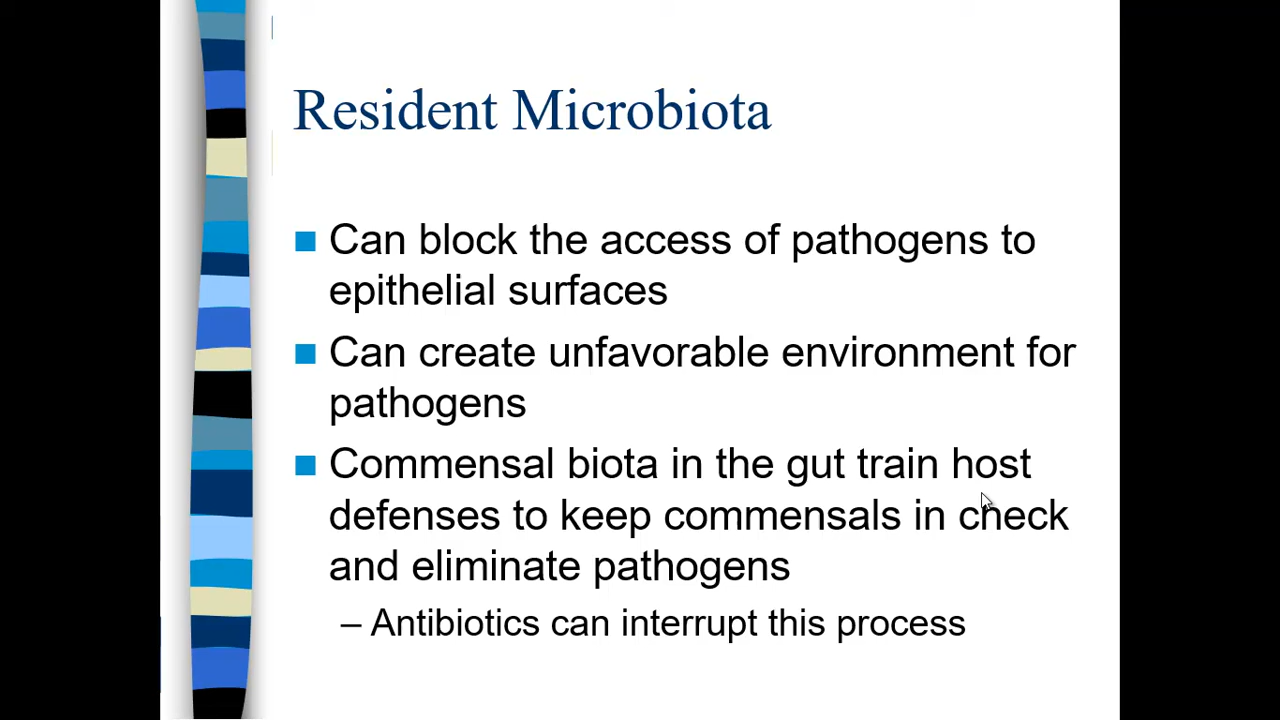 Resident Microbiota
Can block the access of pathogens to
epithelial surfaces
Can create unfavorable environment for
pathogens
Commensal biota in the gut train host
defenses to keep commensals in check
and eliminate pathogens
– Antibiotics can interrupt this process